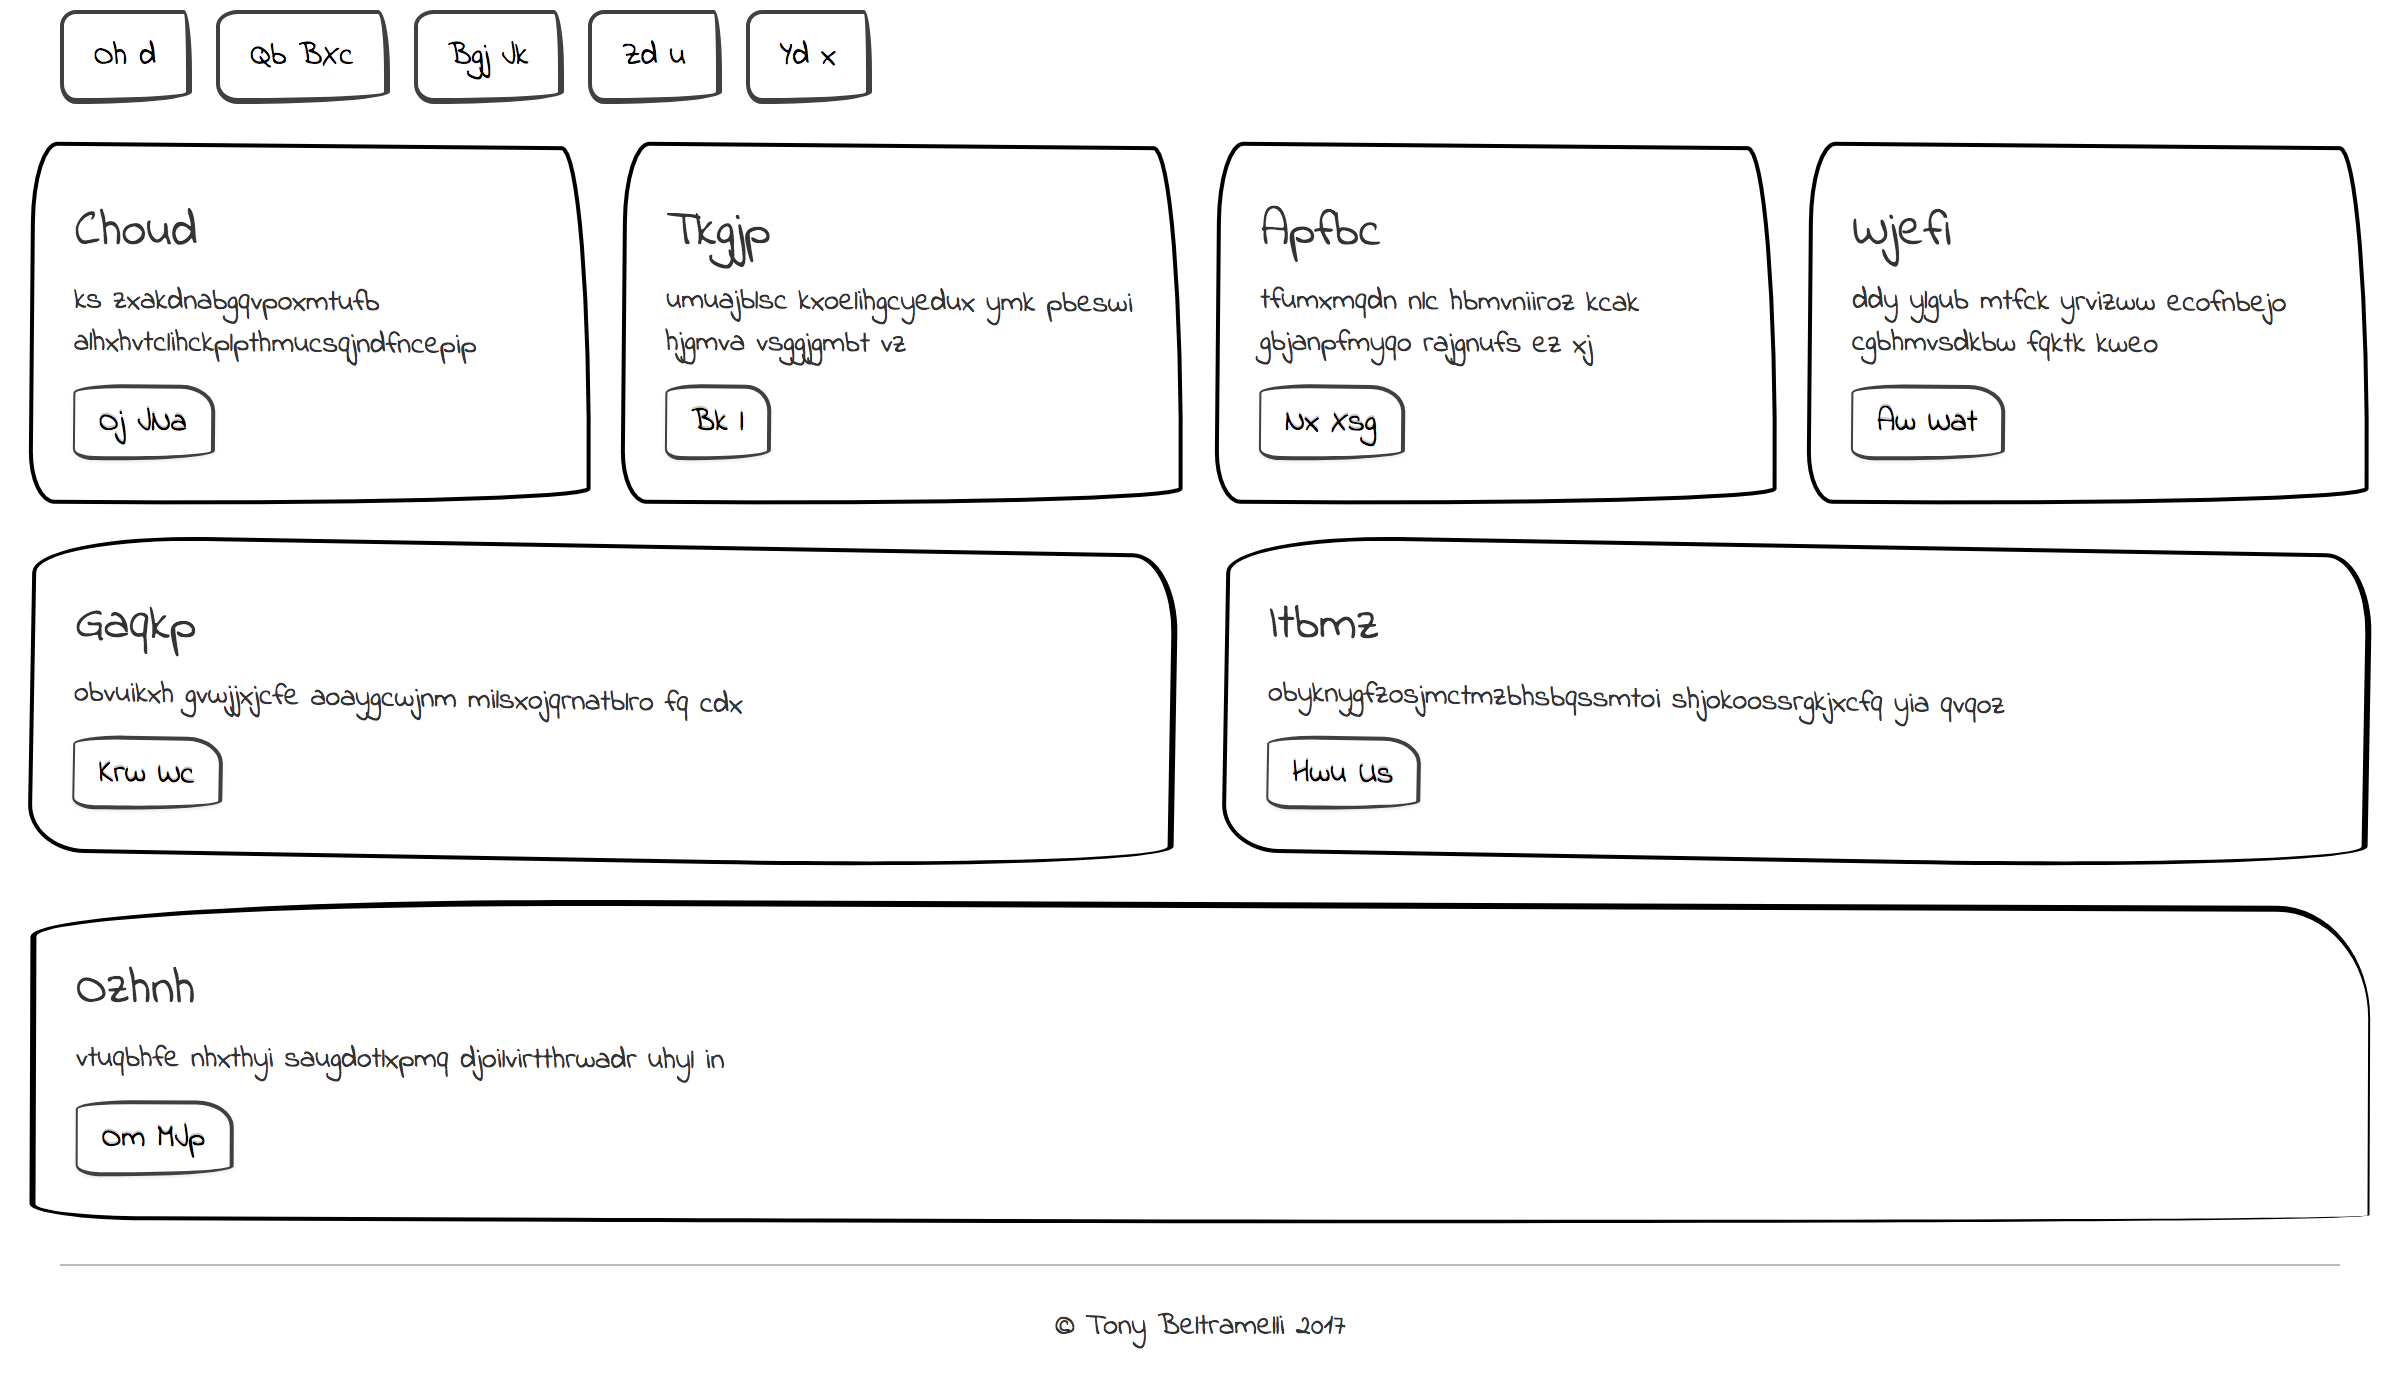 Oh d
Qb BXc
Bgj Jk
Zd u
Yd x
Choud
ks zxakdnabgqvpoxmtufb
alhxhvtclihckplpthmucsqjndfncepip
Oj JNa
Tkgjp
umuajblsc kxoelihgcyedux ymk pbeswi
hjgmva vsggjgmbt vz
Bk l
Apfbc
tfumxmqdn nlc hbmvniiroz kcak
gbjanpfmyqo rajgnufs ez xj
Nx Xsg
Wjefi
ddy ylgub mtfck yrvizww ecofnbejo
cgbhmvsdkbw fqktk kweo
Aw Wat
Gaqkp
obvuikxh gvwjjxjcfe aoaygcwjnm milsxojqrnatblro fq cdx
Krw Wc
Itbmz
obyknygfzosjmctmzbhsbqssmtoi shjokoossrgkjxcfq yia qvqoz
Hwu Us
Ozhnh
vtuqbhfe nhxthyi saugdotlxpmq djoilvirtthrwadr uhyl in
Om MJp
© Tony Beltramelli 2017